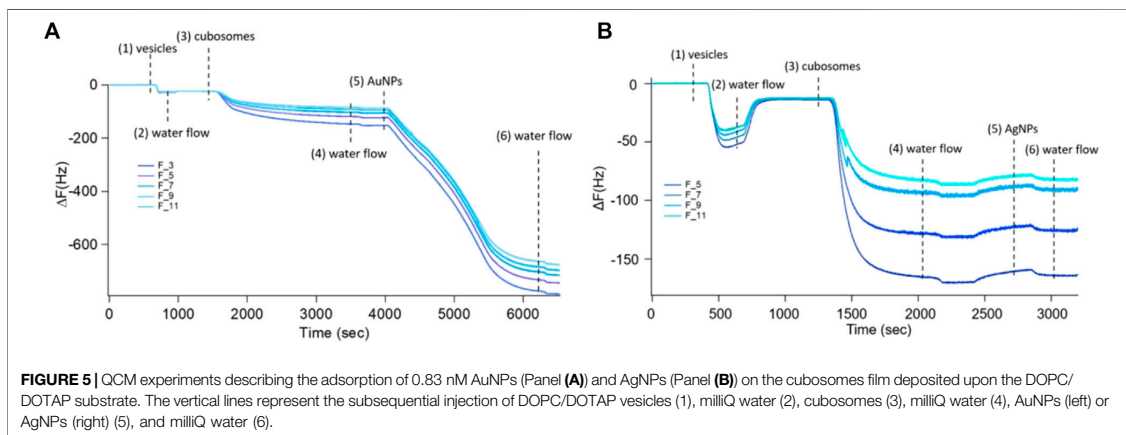 A
(3) cubosomes
(1) vesicles
(5) AuNPs
(2) water flow
(4) water flow
(6) water flow
0
-200
-400
-600
ΔF(Hz)
F_3
F_5
F_7
F_9
F_11
0
1000
2000
3000
4000
5000
6000
Time (sec)
B
(1) vesicles
(2) water flow
(3) cubosomes
(4) water flow
(5) AgNPs
(6) water flow
0
-50
-100
-150
ΔF(Hz)
F_5
F_7
F_9
F_11
0
500
1000
1500
2000
2500
3000
Time (sec)
FIGURE 5 | QCM experiments describing the adsorption of 0.83 nM AuNPs (Panel (A)) and AgNPs (Panel (B)) on the cubosomes film deposited upon the DOPC/
DOTAP substrate. The vertical lines represent the subsequential injection of DOPC/DOTAP vesicles (1), milliQ water (2), cubosomes (3), milliQ water (4), AuNPs (left) or
AgNPs (right) (5), and milliQ water (6).